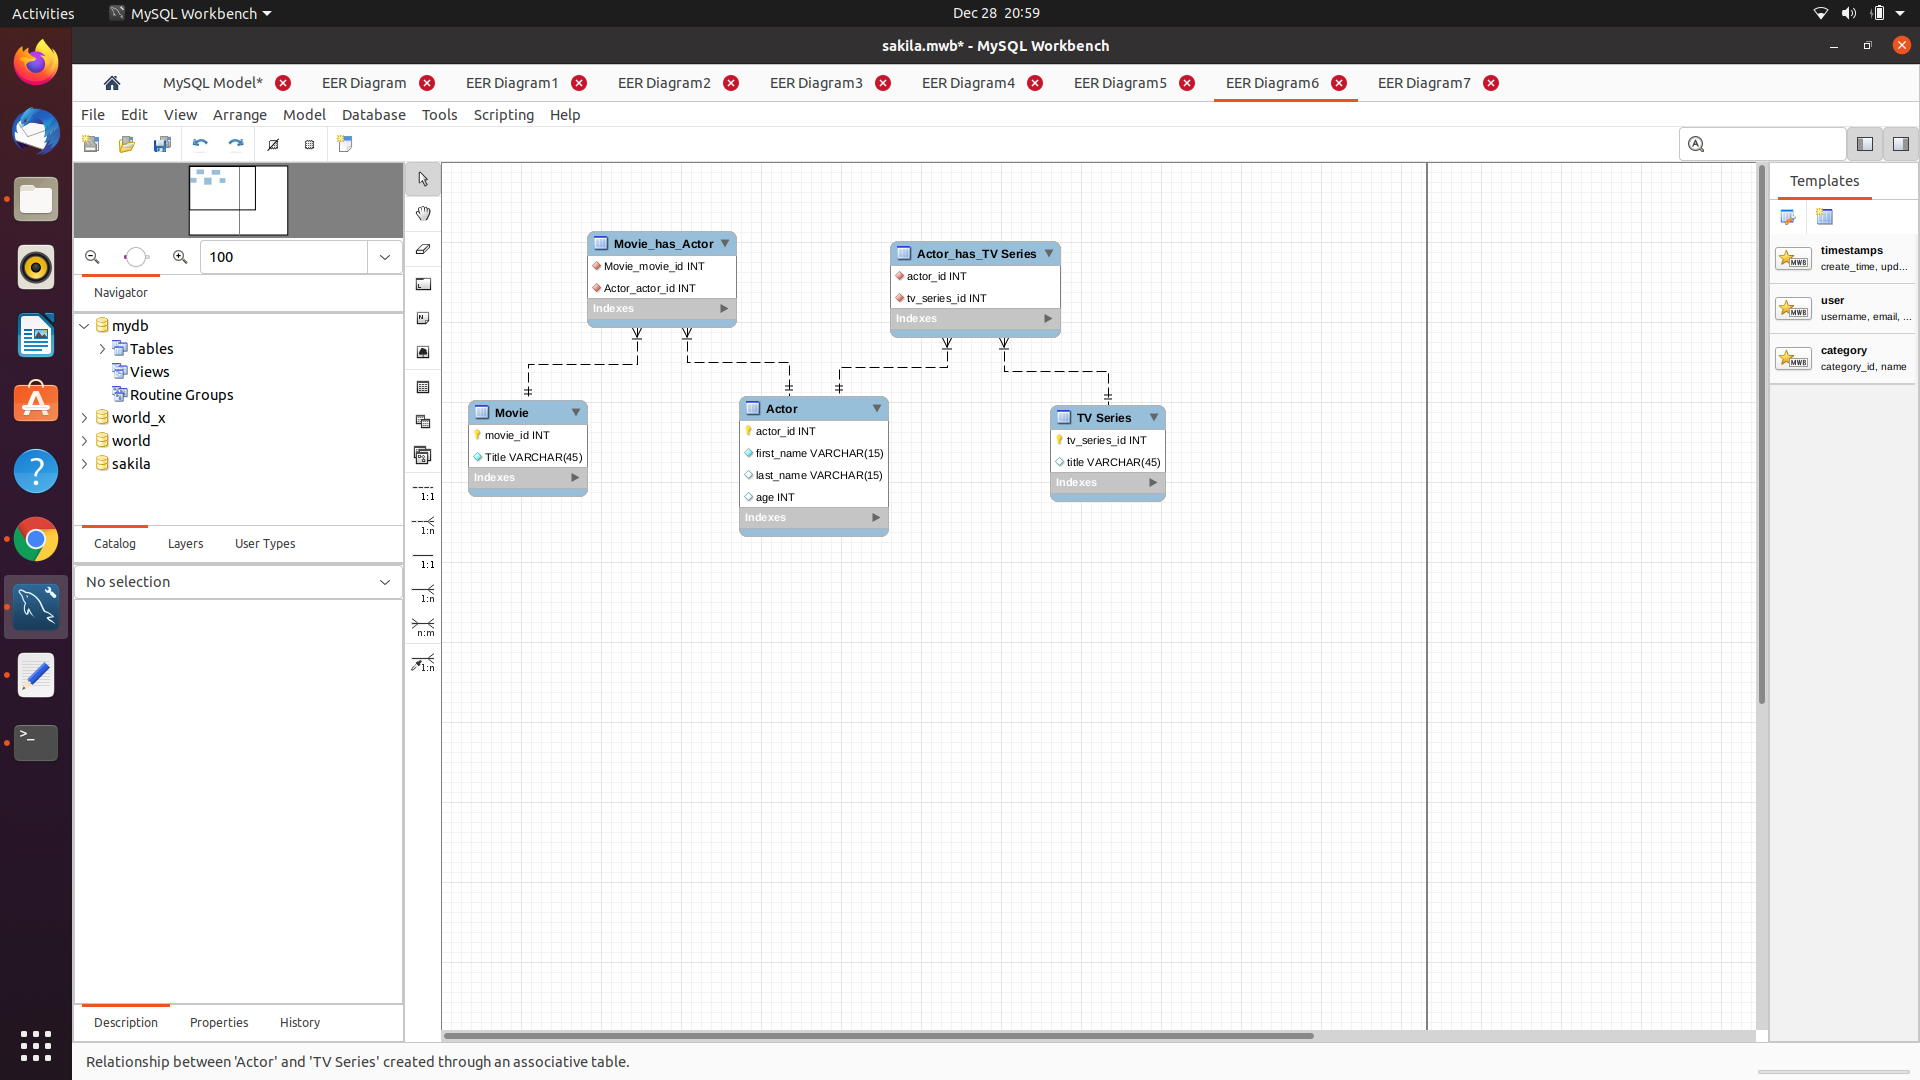 Activities
MySQL Workbench
Dec 28 20:59
sakila.mwb* - MySQL Workbench
MySQL Model*
EER Diagram
EER Diagram1
EER Diagram2
EER Diagram3
EER Diagram4
EER Diagram5
EER Diagram6
EER Diagram7
File Edit View Arrange Model Database Tools Scripting Help
100
Navigator
mydb
Tables
Views
Routine Groups
world_x
world
sakila
Catalog Layers User Types
No selection
Description Properties History
1:1
1:n
1:1
1:n
n:m
1:n
Movie_has_Actor
Movie_movie_id INT
Actor_actor_id INT
Indexes
Actor_has_TV Series
actor_id INT
tv_series_id INT
Indexes
Movie
movie_id INT
Title VARCHAR(45)
Indexes
Actor
actor_id INT
first_name VARCHAR(15)
last_name VARCHAR(15)
age INT
Indexes
TV Series
tv_series_id INT
title VARCHAR(45)
Indexes
Templates
MWB
timestamps
create_time, upd...
MWB
user
username, email, ...
MWB
category
category_id, name
Relationship between 'Actor' and 'TV Series' created through an associative table.